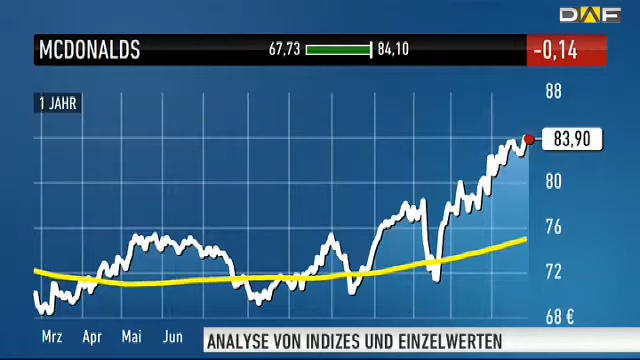 DAF
MCDONALDS 67,73 84,10 -0,14
1 JAHR
88
83,90
80
76
72
68 €
Mrz Apr Mai Jun
ANALYSE VON INDIZES UND EINZELWERTEN